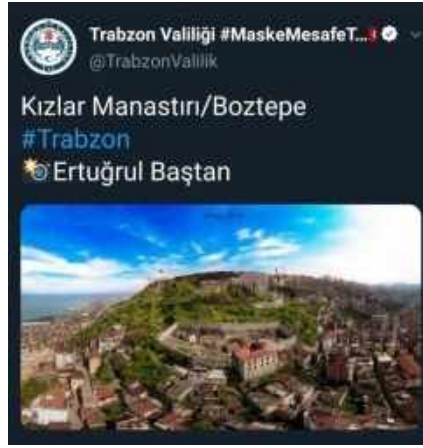 Trabzon Valiliği #MaskeMesafeT...
@TrabzonValilik
Kızlar Manastırı/Boztepe
#Trabzon
Ertuğrul Baştan